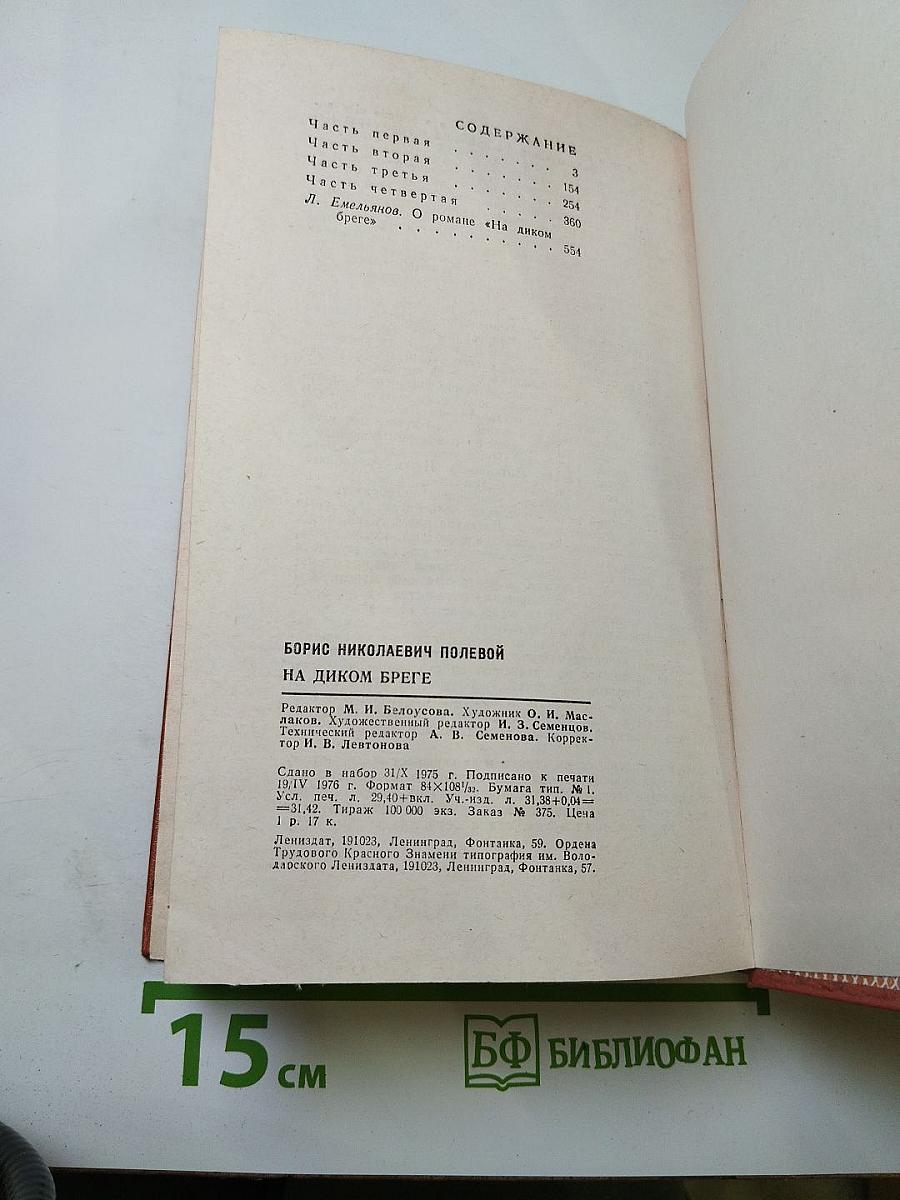 СОДЕРЖАНИЕ
Часть первая . . . . . . . 3
Часть вторая . . . . . . . 154
Часть третья . . . . . . . 254
Часть четвертая . . . . . 360
Л. Емельянов. О романе «На диком
бреге» . . . . . . . . . . 554
БОРИС НИКОЛАЕВИЧ ПОЛЕВОЙ
НА ДИКОМ БРЕГЕ
Редактор М. И. Белоусова. Художник О. И. Мас-
лаков. Художественный редактор И. З. Семенцов.
Технический редактор А. В. Семенова. Коррек-
тор И. В. Левтонова
Сдано в набор 31/X 1975 г. Подписано к печати
19/IV 1976 г. Формат 84×108¹/₃₂. Бумага тип. № 1.
Усл. печ. л. 29,40+вкл. Уч.-изд. л. 31,38+0,04=
=31,42. Тираж 100 000 экз. Заказ № 375. Цена
1 р. 17 к.
Лениздат, 191023, Ленинград, Фонтанка, 59. Ордена
Трудового Красного Знамени типография им. Воло-
дарского Лениздата, 191023, Ленинград, Фонтанка, 57.
15 см
БФ БИБЛИОФАН